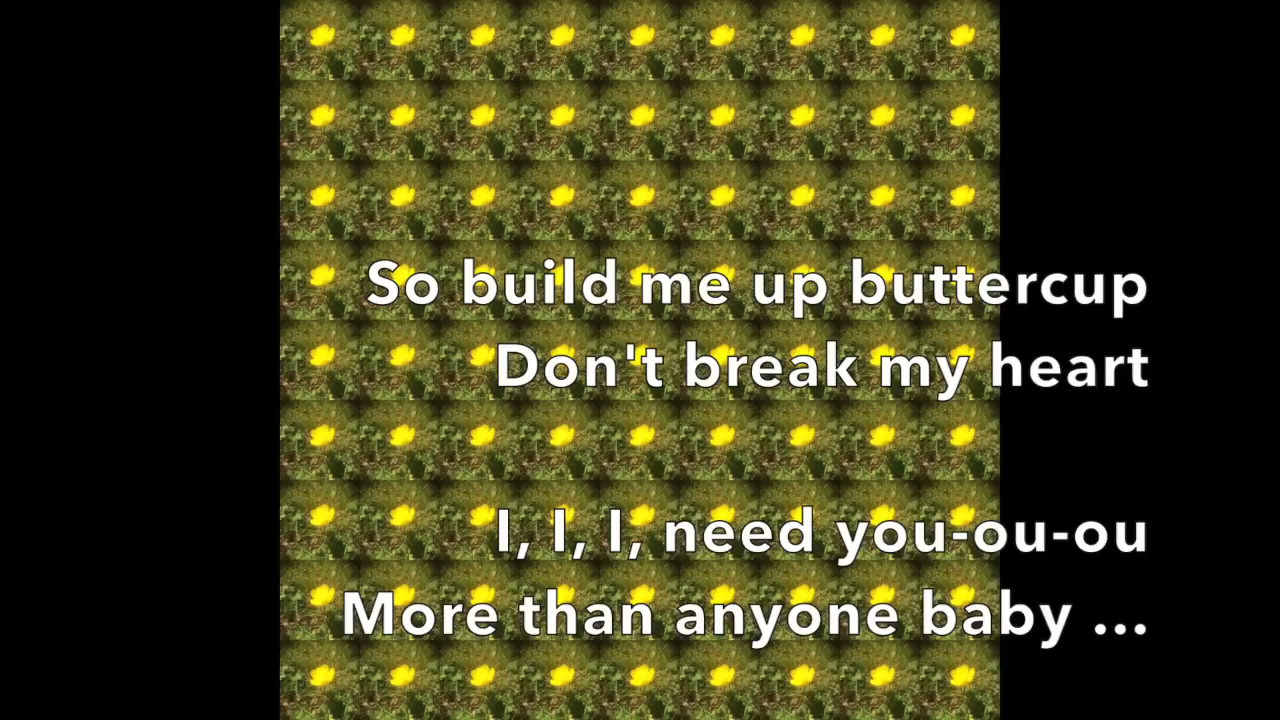 So build me up buttercup
Don't break my heart
I, I, I, need you-ou-ou
More than anyone baby ...